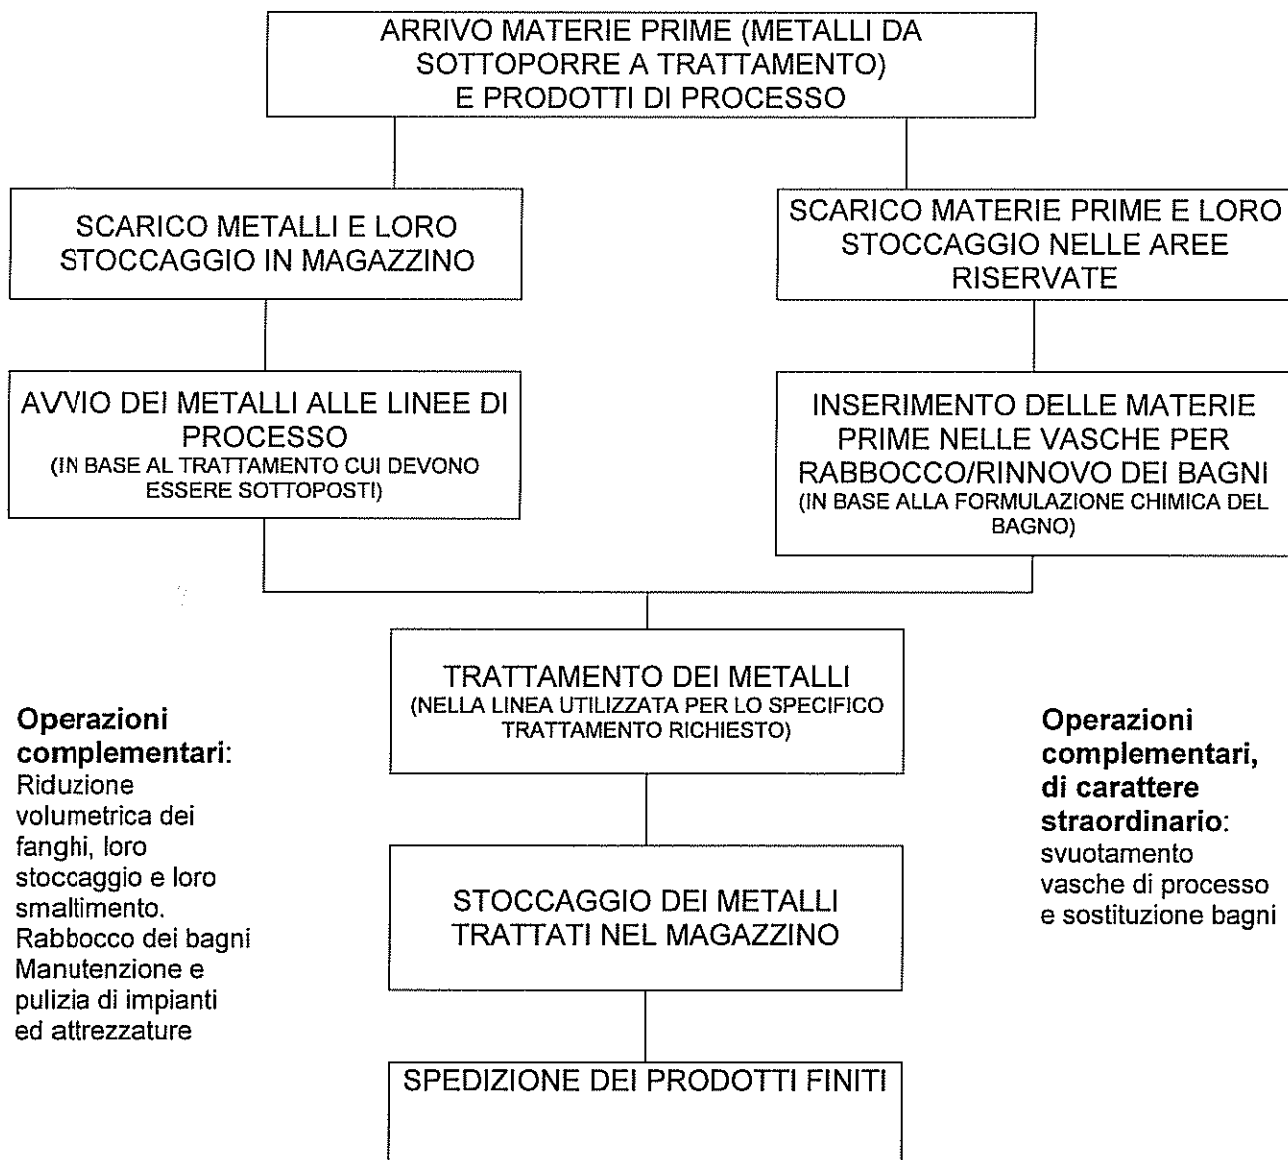 ARRIVO MATERIE PRIME (METALLI DA
SOTTOPORRE A TRATTAMENTO)
E PRODOTTI DI PROCESSO
SCARICO METALLI E LORO
STOCCAGGIO IN MAGAZZINO
SCARICO MATERIE PRIME E LORO
STOCCAGGIO NELLE AREE
RISERVATE
AVVIO DEI METALLI ALLE LINEE DI
PROCESSO
(IN BASE AL TRATTAMENTO CUI DEVONO
ESSERE SOTTOPOSTI)
INSERIMENTO DELLE MATERIE
PRIME NELLE VASCHE PER
RABBOCCO/RINNOVO DEI BAGNI
(IN BASE ALLA FORMULAZIONE CHIMICA DEL
BAGNO)
TRATTAMENTO DEI METALLI
(NELLA LINEA UTILIZZATA PER LO SPECIFICO
TRATTAMENTO RICHIESTO)
Operazioni
complementari:
Riduzione
volumetrica dei
fanghi, loro
stoccaggio e loro
smaltimento.
Rabbocco dei bagni
Manutenzione e
pulizia di impianti
ed attrezzature
Operazioni
complementari,
di carattere
straordinario:
svuotamento
vasche di processo
e sostituzione bagni
STOCCAGGIO DEI METALLI
TRATTATI NEL MAGAZZINO
SPEDIZIONE DEI PRODOTTI FINITI